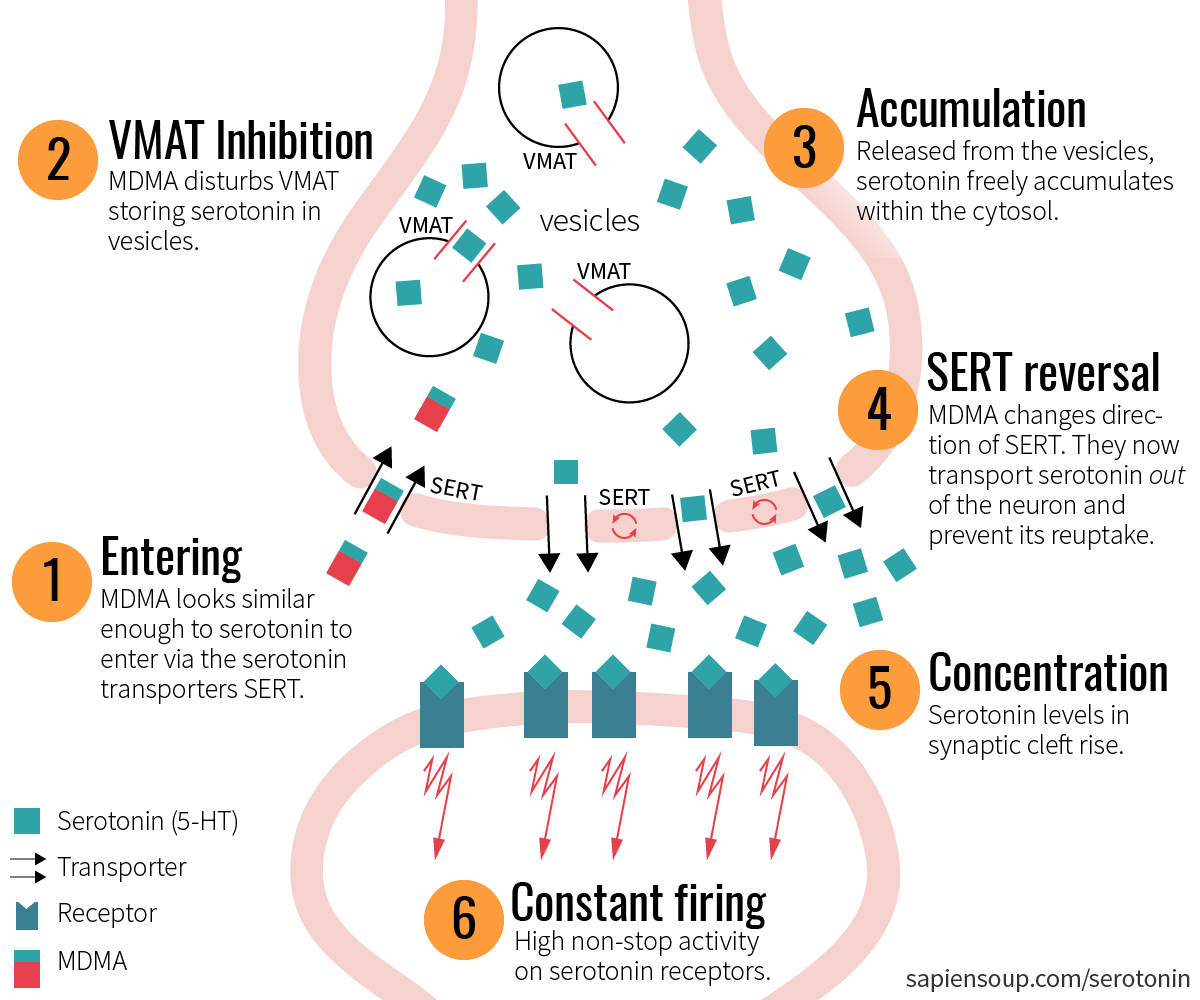 VMAT
2
VMAT Inhibition
MDMA disturbs VMAT
storing serotonin in
vesicles.
3
Accumulation
Released from the vesicles,
serotonin freely accumulates
within the cytosol.
VMAT
vesicles
VMAT
4
SERT reversal
MDMA changes direc-
tion of SERT. They now
transport serotonin out
of the neuron and
prevent its reuptake.
SERT
SERT
SERT
1
Entering
MDMA looks similar
enough to serotonin to
enter via the serotonin
transporters SERT.
5
Concentration
Serotonin levels in
synaptic cleft rise.
Serotonin (5-HT)
Transporter
Receptor
MDMA
6
Constant firing
High non-stop activity
on serotonin receptors.
sapiensoup.com/serotonin